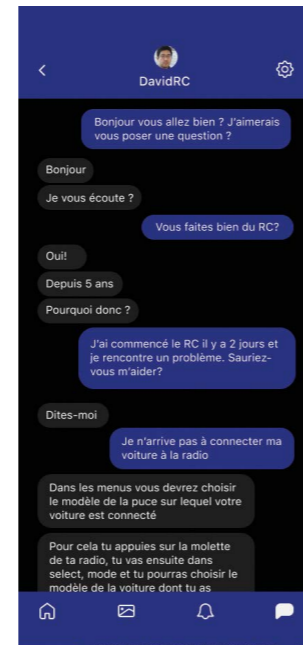 DavidRC
Bonjour vous allez bien ? J'aimerais
vous poser une question ?
Bonjour
Je vous écoute ?
Vous faites bien du RC?
Oui!
Depuis 5 ans
Pourquoi donc ?
J'ai commencé le RC il y a 2 jours et
je rencontre un problème. Sauriez-
vous m'aider?
Dites-moi
Je n'arrive pas à connecter ma
voiture à la radio
Dans les menus vous devrez choisir
le modèle de la puce sur lequel votre
voiture est connecté
Pour cela tu appuies sur la molette
de ta radio, tu vas ensuite dans
select, mode et tu pourras choisir le
modèle de la voiture dont tu as